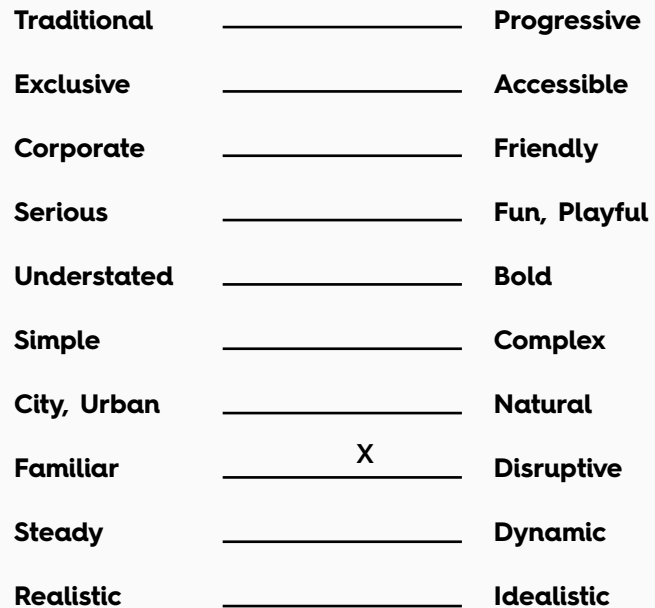 Traditional Progressive
Exclusive Accessible
Corporate Friendly
Serious Fun, Playful
Understated Bold
Simple Complex
City, Urban Natural
Familiar X Disruptive
Steady Dynamic
Realistic Idealistic